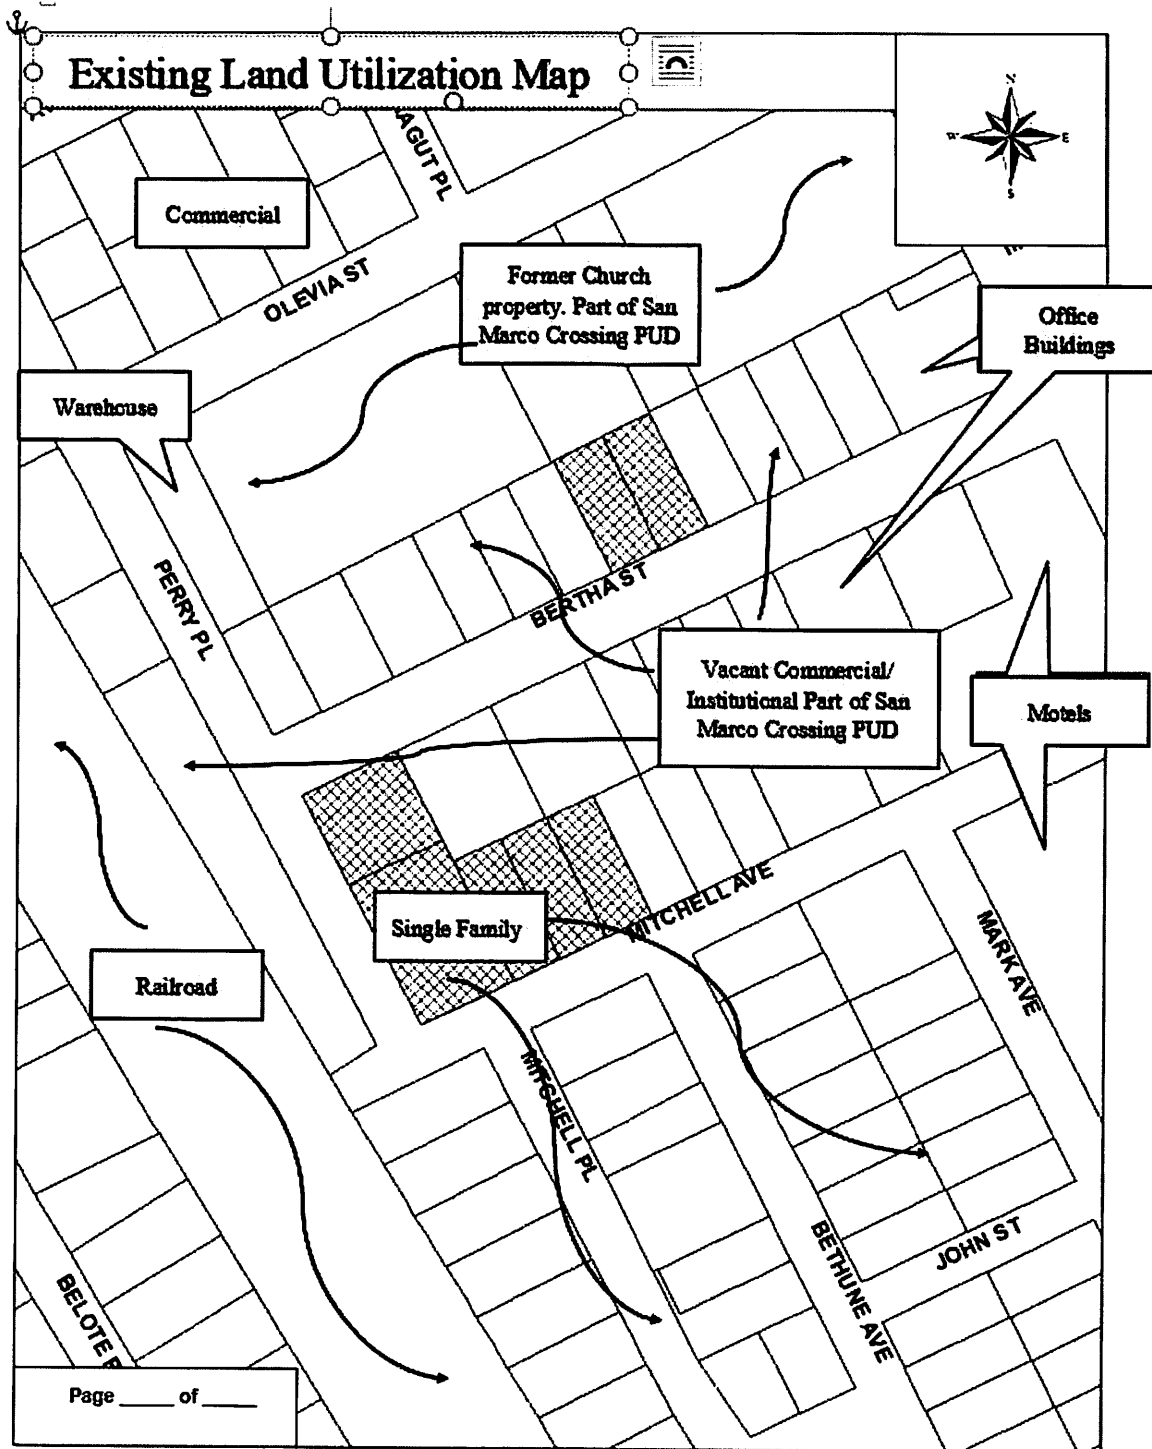 Existing Land Utilization Map
N
W
E
S
AGUT PL
Commercial
OLEVIA ST
Former Church
property. Part of San
Marco Crossing PUD
Office
Buildings
Warehouse
PERRY PL
BERTHA ST
Vacant Commercial/
Institutional Part of San
Marco Crossing PUD
Motels
MITCHELL AVE
Single Family
MARK AVE
Railroad
MITCHELL PL
BETHUNE AVE
JOHN ST
BELOTE
Page _____ of _____